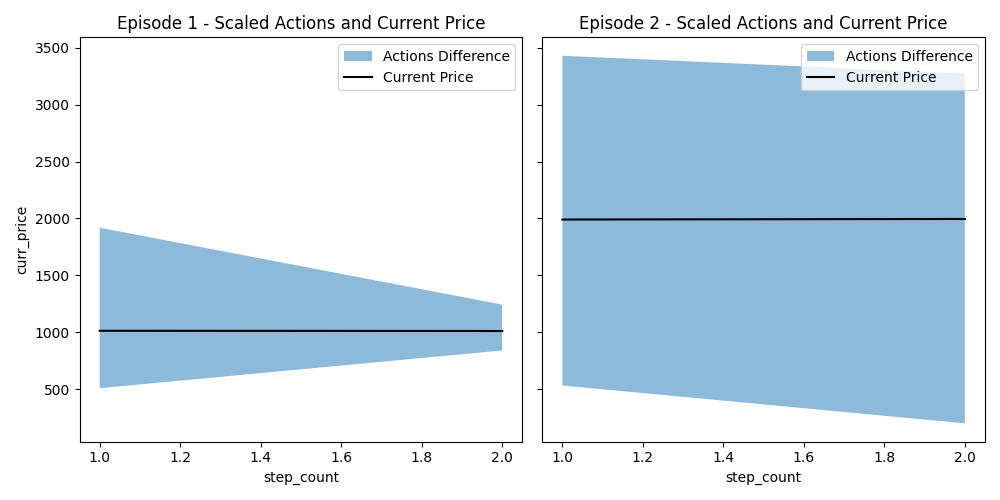 Episode 1 - Scaled Actions and Current Price
Actions Difference
Current Price
curr_price
3500
3000
2500
2000
1500
1000
500
1.0 1.2 1.4 1.6 1.8 2.0
step_count
Episode 2 - Scaled Actions and Current Price
Actions Difference
Current Price
1.0 1.2 1.4 1.6 1.8 2.0
step_count